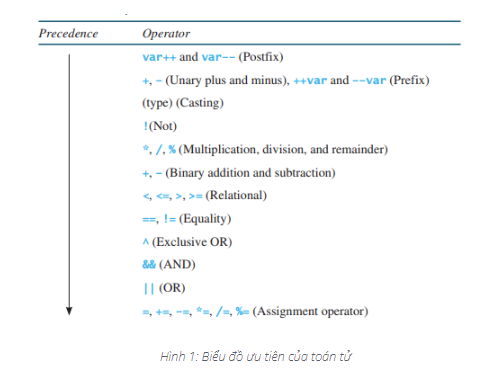 Precedence Operator
var++ and var-- (Postfix)
+, - (Unary plus and minus), ++var and --var (Prefix)
(type) (Casting)
!(Not)
*, /, % (Multiplication, division, and remainder)
+, - (Binary addition and subtraction)
<, <=, >, >= (Relational)
==, != (Equality)
^ (Exclusive OR)
&& (AND)
|| (OR)
=, +=, -=, *=, /=, %= (Assignment operator)
Hình 1: Biểu đồ ưu tiên của toán tử